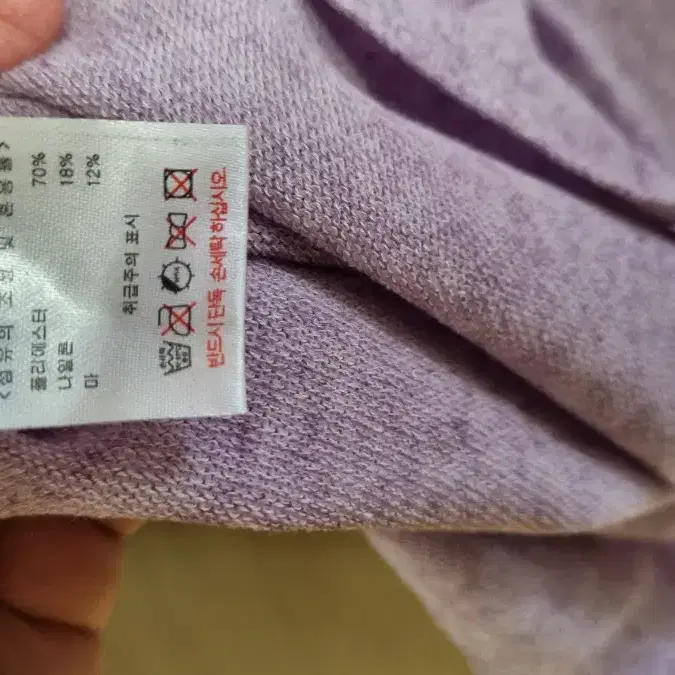 <섬유의 조성 및 혼용율>
폴리에스터 70%
나일론 18%
마 12%
취급주의 표시
반드시 단독 손세탁 하십시오.